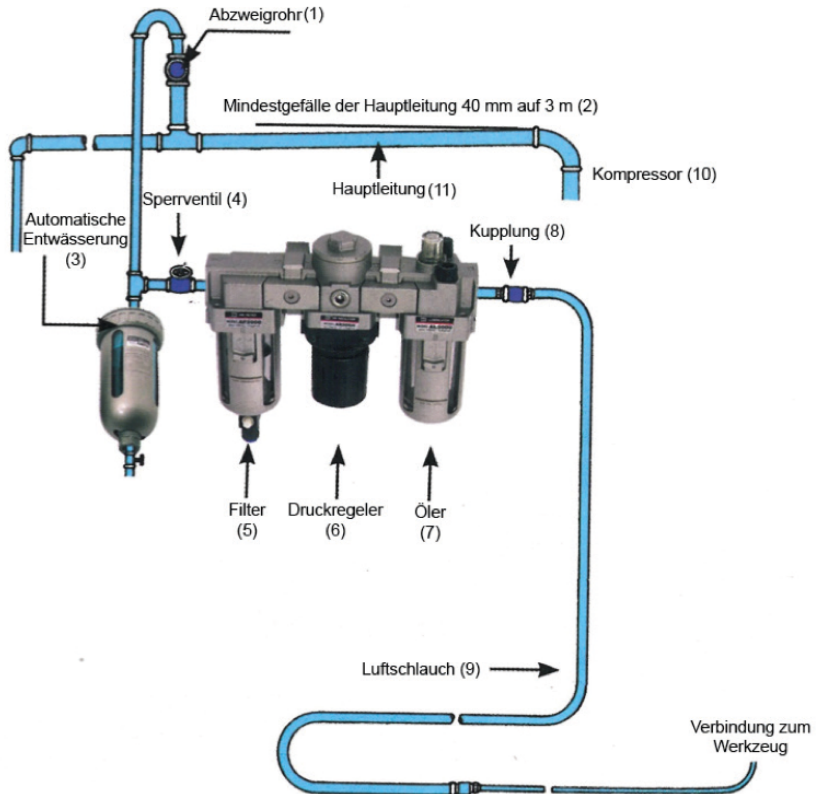 Abzweigrohr (1)
Mindestgefälle der Hauptleitung 40 mm auf 3 m (2)
Kompressor (10)
Hauptleitung (11)
Sperrventil (4)
Automatische
Entwässerung
(3)
Kupplung (8)
Filter
(5)
Druckregeler
(6)
Öler
(7)
Luftschlauch (9)
Verbindung zum
Werkzeug